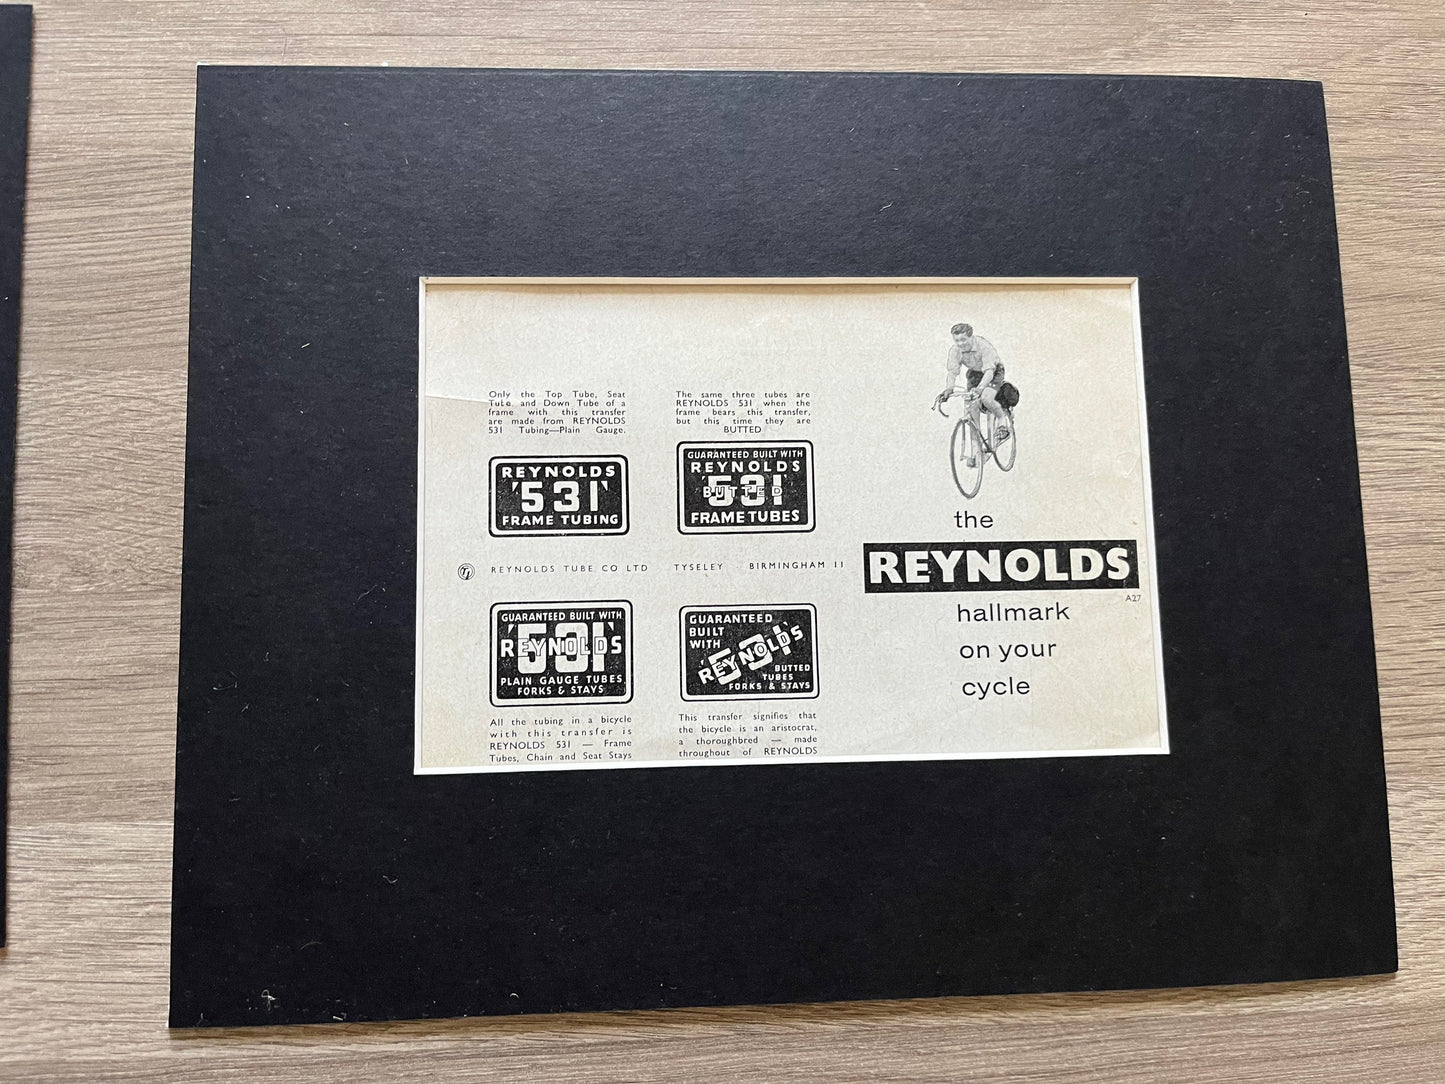 Only the Top Tube, Seat
Tube and Down Tube of a
frame with this transfer
are made from REYNOLDS
531 Tubing—Plain Gauge.
REYNOLDS
'531'
FRAME TUBING
The same three tubes are
REYNOLDS 531 when the
frame bears this transfer,
but this time they are
BUTTED
GUARANTEED BUILT WITH
REYNOLDS
'531'
BUTTED
FRAME TUBES
TI REYNOLDS TUBE CO LTD TYSELEY BIRMINGHAM 11
GUARANTEED BUILT WITH
'531'
REYNOLDS
PLAIN GAUGE TUBES
FORKS & STAYS
All the tubing in a bicycle
with this transfer is
REYNOLDS 531 — Frame
Tubes, Chain and Seat Stays
GUARANTEED
BUILT
WITH
'531'
REYNOLDS
BUTTED
TUBES
FORKS & STAYS
This transfer signifies that
the bicycle is an aristocrat,
a thoroughbred — made
throughout of REYNOLDS
the
REYNOLDS
A27
hallmark
on your
cycle